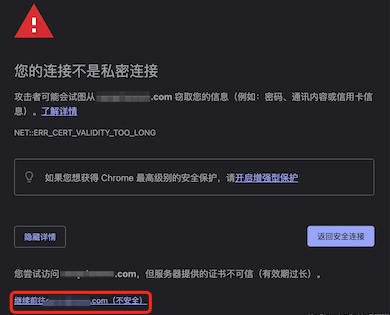 您的连接不是私密连接
攻击者可能会试图从 .com 窃取您的信息（例如：密码、通讯内容或信用卡信
息）。了解详情
NET::ERR_CERT_VALIDITY_TOO_LONG
如果您想获得 Chrome 最高级别的安全保护，请开启增强型保护
隐藏详情
返回安全连接
您尝试访问 .com，但服务器提供的证书不可信（有效期过长）。
继续前往 .com（不安全）